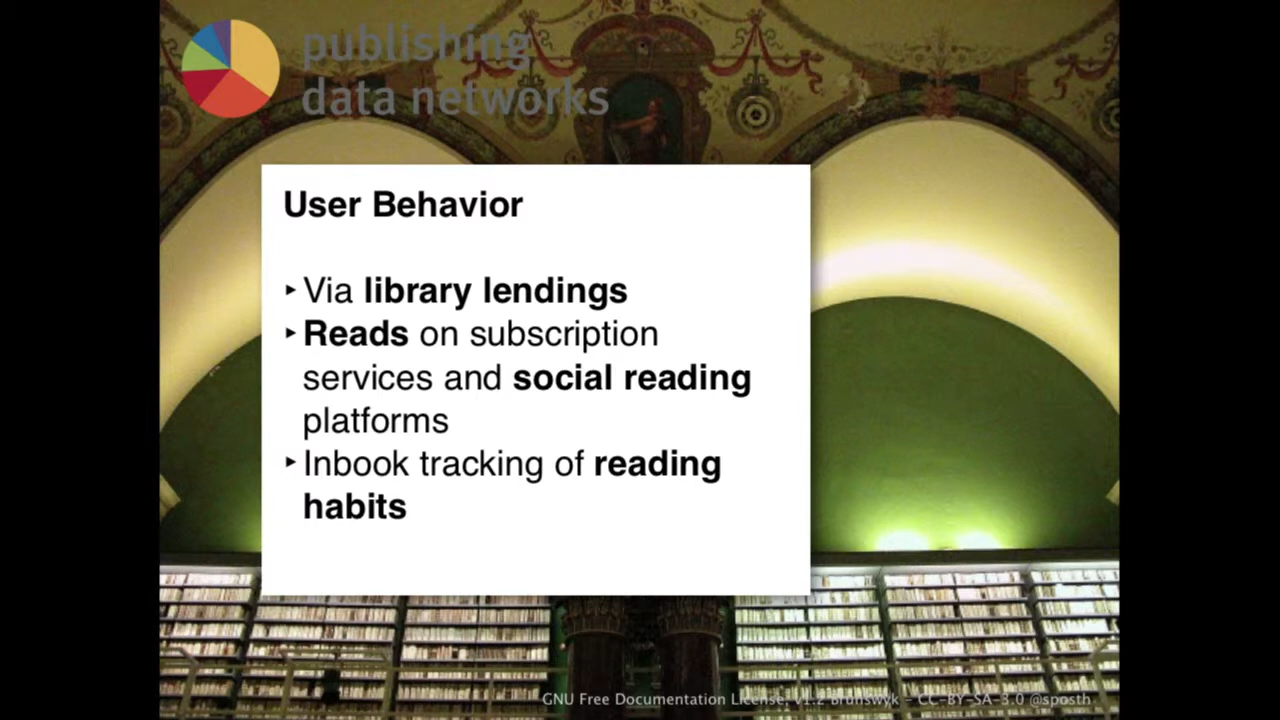 publishing
data networks
User Behavior
‣Via library lendings
‣Reads on subscription
services and social reading
platforms
‣Inbook tracking of reading
habits
GNU Free Documentation License, v1.2 Brunswyk - CC-BY-SA-3.0 @sposth